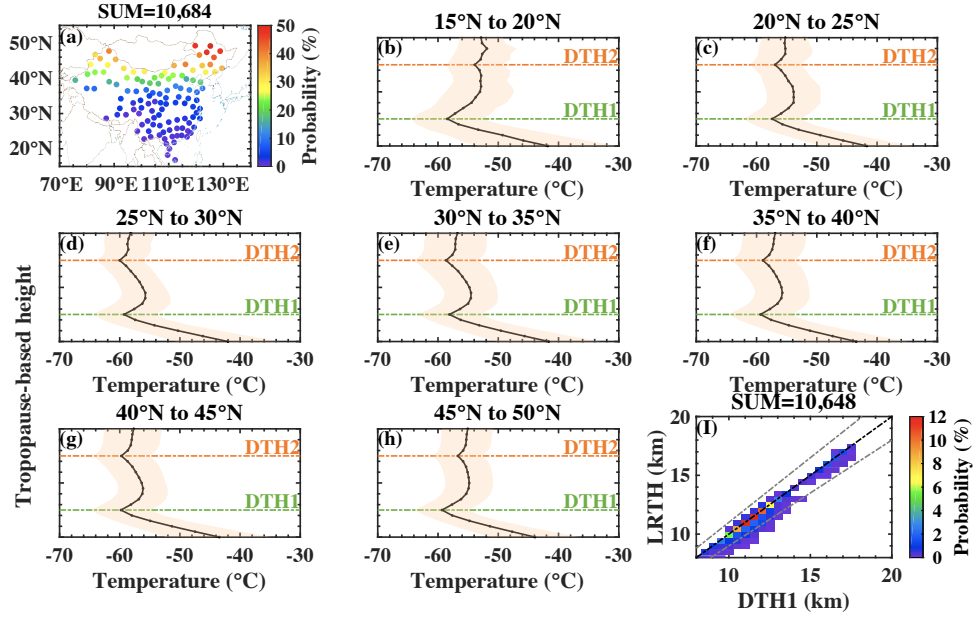 SUM=10,684
(a)
50°N
40°N
30°N
20°N
70°E 90°E 110°E 130°E
50
40
30
20
10
0
Probability (%)
15°N to 20°N
(b)
DTH2
DTH1
-70 -60 -50 -40 -30
Temperature (°C)
20°N to 25°N
(c)
DTH2
DTH1
-70 -60 -50 -40 -30
Temperature (°C)
Tropopause-based height
25°N to 30°N
(d)
DTH2
DTH1
-70 -60 -50 -40 -30
Temperature (°C)
30°N to 35°N
(e)
DTH2
DTH1
-70 -60 -50 -40 -30
Temperature (°C)
35°N to 40°N
(f)
DTH2
DTH1
-70 -60 -50 -40 -30
Temperature (°C)
40°N to 45°N
(g)
DTH2
DTH1
-70 -60 -50 -40 -30
Temperature (°C)
45°N to 50°N
(h)
DTH2
DTH1
-70 -60 -50 -40 -30
Temperature (°C)
SUM=10,648
(I)
20
15
10
LRTH (km)
10 15 20
DTH1 (km)
12
10
8
6
4
2
0
Probability (%)